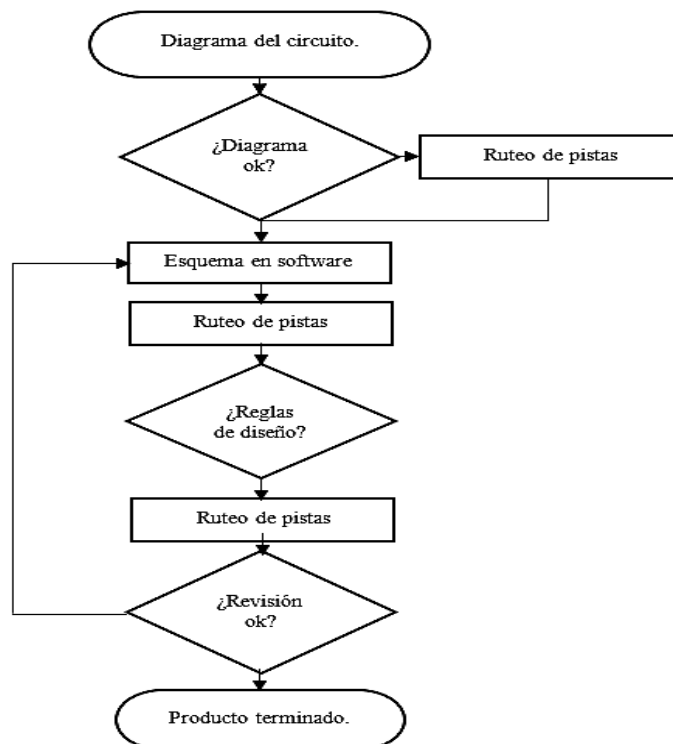 Diagrama del circuito.
¿Diagrama
ok?
Ruteo de pistas
Esquema en software
Ruteo de pistas
¿Reglas
de diseño?
Ruteo de pistas
¿Revisión
ok?
Producto terminado.